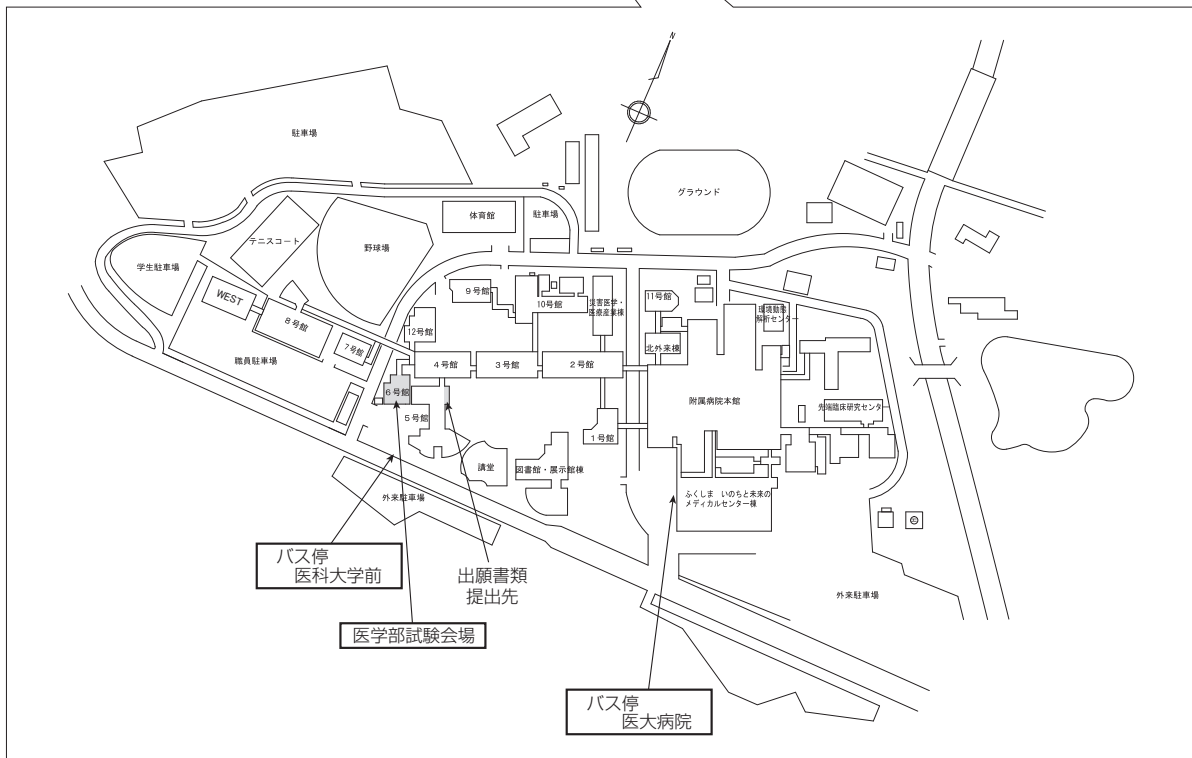 N
駐車場
グラウンド
体育館
駐車場
テニスコート
野球場
学生駐車場
WEST
8号館
7号館
職員駐車場
9号館
10号館
災害医学・
医療産業棟
11号館
環境動態
解析センター
12号館
北外来棟
4号館
3号館
2号館
附属病院本館
6号館
5号館
先端臨床研究センター
1号館
講堂
図書館・展示館棟
外来駐車場
ふくしま いのちと未来の
メディカルセンター棟
外来駐車場
バス停
医科大学前
出願書類
提出先
医学部試験会場
バス停
医大病院